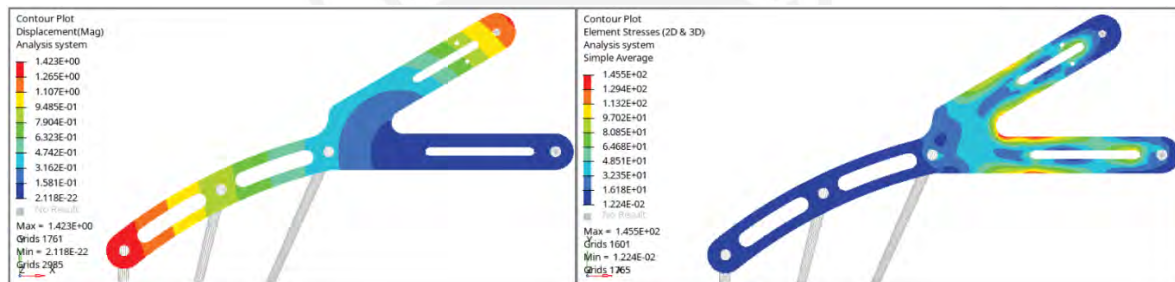 Contour Plot
Displacement(Mag)
Analysis system
1.423E+00
1.265E+00
1.107E+00
9.485E-01
7.904E-01
6.323E-01
4.742E-01
3.162E-01
1.581E-01
2.118E-22
No Result
Max = 1.423E+00
Grids 1761
Min = 2.118E-22
Grids 2985
Y
Z X
Contour Plot
Element Stresses (2D & 3D)
Analysis system
Simple Average
1.455E+02
1.294E+02
1.132E+02
9.702E+01
8.085E+01
6.468E+01
4.851E+01
3.235E+01
1.618E+01
1.224E-02
No Result
Max = 1.455E+02
Grids 1601
Min = 1.224E-02
Grids 1765
Y
Z X